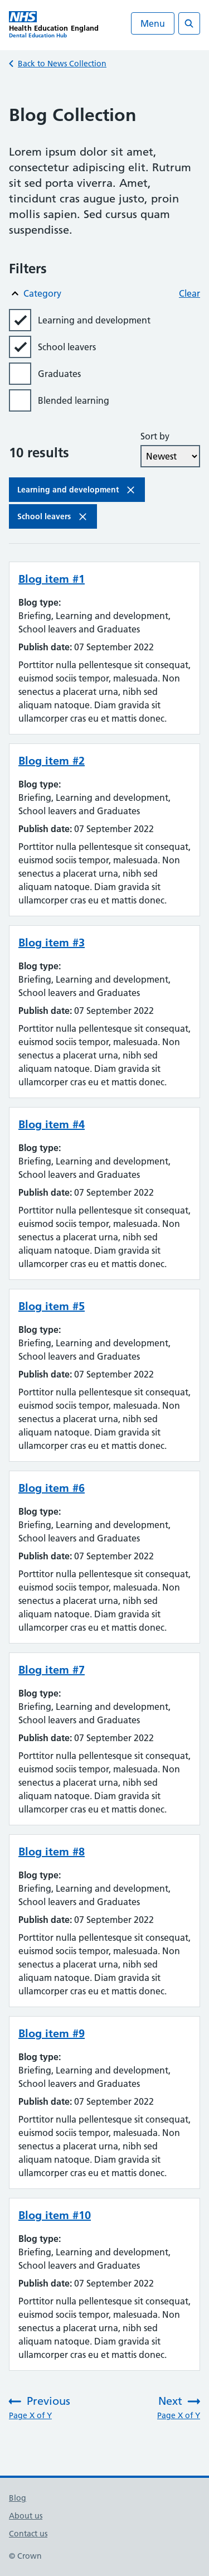 NHS
Health Education England
Dental Education Hub
Menu
Back to News Collection
Blog Collection
Lorem ipsum dolor sit amet,
consectetur adipiscing elit. Rutrum
sit sed porta viverra. Amet,
tincidunt cras augue justo, proin
mollis sapien. Sed cursus quam
suspendisse.
Filters
Category
Clear
Learning and development
School leavers
Graduates
Blended learning
10 results
Sort by
Newest
Learning and development
School leavers
Blog item #1
Blog type:
Briefing, Learning and development,
School leavers and Graduates
Publish date: 07 September 2022
Porttitor nulla pellentesque sit consequat,
euismod sociis tempor, malesuada. Non
senectus a placerat urna, nibh sed
aliquam natoque. Diam gravida sit
ullamcorper cras eu et mattis donec.
Blog item #2
Blog type:
Briefing, Learning and development,
School leavers and Graduates
Publish date: 07 September 2022
Porttitor nulla pellentesque sit consequat,
euismod sociis tempor, malesuada. Non
senectus a placerat urna, nibh sed
aliquam natoque. Diam gravida sit
ullamcorper cras eu et mattis donec.
Blog item #3
Blog type:
Briefing, Learning and development,
School leavers and Graduates
Publish date: 07 September 2022
Porttitor nulla pellentesque sit consequat,
euismod sociis tempor, malesuada. Non
senectus a placerat urna, nibh sed
aliquam natoque. Diam gravida sit
ullamcorper cras eu et mattis donec.
Blog item #4
Blog type:
Briefing, Learning and development,
School leavers and Graduates
Publish date: 07 September 2022
Porttitor nulla pellentesque sit consequat,
euismod sociis tempor, malesuada. Non
senectus a placerat urna, nibh sed
aliquam natoque. Diam gravida sit
ullamcorper cras eu et mattis donec.
Blog item #5
Blog type:
Briefing, Learning and development,
School leavers and Graduates
Publish date: 07 September 2022
Porttitor nulla pellentesque sit consequat,
euismod sociis tempor, malesuada. Non
senectus a placerat urna, nibh sed
aliquam natoque. Diam gravida sit
ullamcorper cras eu et mattis donec.
Blog item #6
Blog type:
Briefing, Learning and development,
School leavers and Graduates
Publish date: 07 September 2022
Porttitor nulla pellentesque sit consequat,
euismod sociis tempor, malesuada. Non
senectus a placerat urna, nibh sed
aliquam natoque. Diam gravida sit
ullamcorper cras eu et mattis donec.
Blog item #7
Blog type:
Briefing, Learning and development,
School leavers and Graduates
Publish date: 07 September 2022
Porttitor nulla pellentesque sit consequat,
euismod sociis tempor, malesuada. Non
senectus a placerat urna, nibh sed
aliquam natoque. Diam gravida sit
ullamcorper cras eu et mattis donec.
Blog item #8
Blog type:
Briefing, Learning and development,
School leavers and Graduates
Publish date: 07 September 2022
Porttitor nulla pellentesque sit consequat,
euismod sociis tempor, malesuada. Non
senectus a placerat urna, nibh sed
aliquam natoque. Diam gravida sit
ullamcorper cras eu et mattis donec.
Blog item #9
Blog type:
Briefing, Learning and development,
School leavers and Graduates
Publish date: 07 September 2022
Porttitor nulla pellentesque sit consequat,
euismod sociis tempor, malesuada. Non
senectus a placerat urna, nibh sed
aliquam natoque. Diam gravida sit
ullamcorper cras eu et mattis donec.
Blog item #10
Blog type:
Briefing, Learning and development,
School leavers and Graduates
Publish date: 07 September 2022
Porttitor nulla pellentesque sit consequat,
euismod sociis tempor, malesuada. Non
senectus a placerat urna, nibh sed
aliquam natoque. Diam gravida sit
ullamcorper cras eu et mattis donec.
Previous
Page X of Y
Next
Page X of Y
Blog
About us
Contact us
© Crown